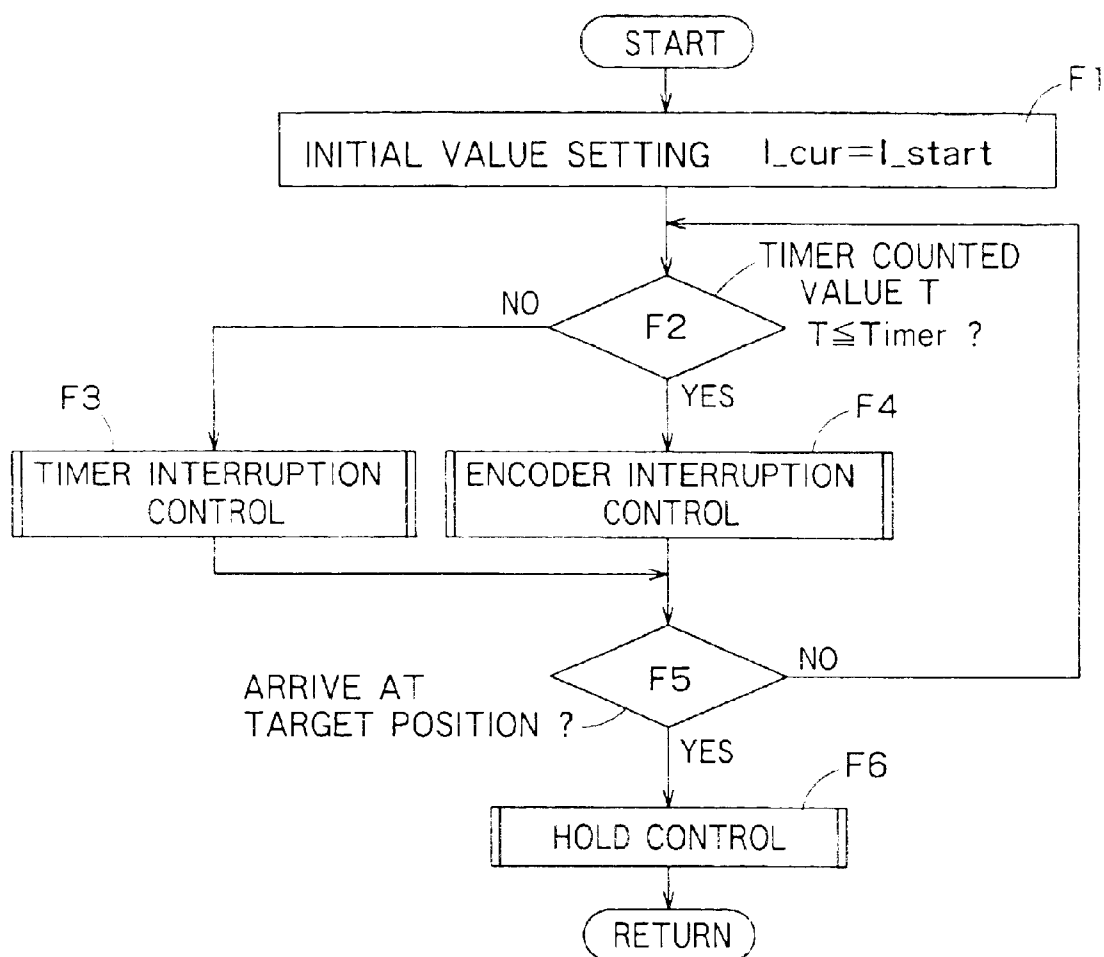 START
F1
INITIAL VALUE SETTING I_cur=I_start
TIMER COUNTED
VALUE T
T≦Timer ?
NO
F2
YES
F3
F4
TIMER INTERRUPTION
CONTROL
ENCODER INTERRUPTION
CONTROL
F5
NO
ARRIVE AT
TARGET POSITION ?
YES
F6
HOLD CONTROL
RETURN